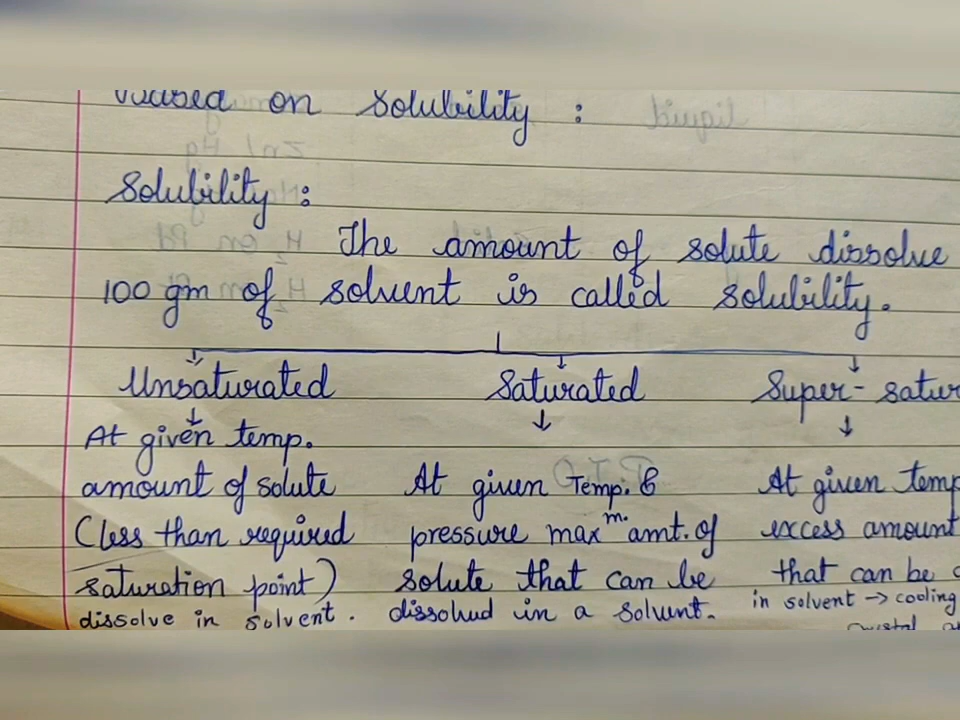 based on solubility :
Solubility :
The amount of solute dissolve
100 gm of solvent is called solubility.
Unsaturated Saturated Super-satur
At given temp.
amount of solute At given Temp. & At given temp
(less than required pressure max^m. amt. of excess amount
saturation point) solute that can be that can be
dissolve in solvent. dissolved in a solvent. in solvent → cooling
crystal